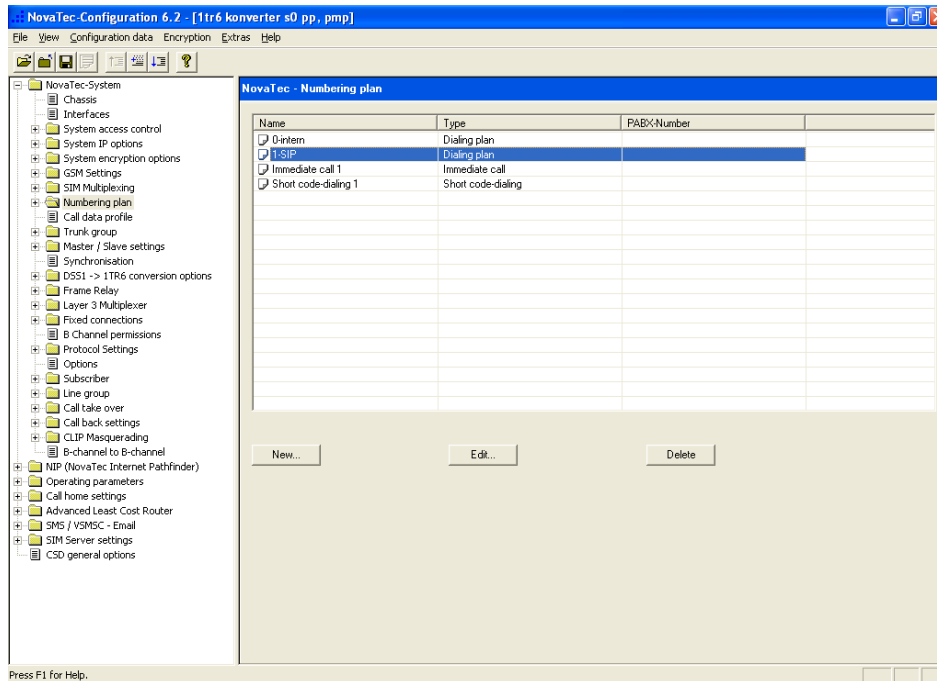 NovaTec-Configuration 6.2 - [1tr6 konverter s0 pp, pmp]
File View Configuration data Encryption Extras Help
NovaTec-System
Chassis
Interfaces
System access control
System IP options
System encryption options
GSM Settings
SIM Multiplexing
Numbering plan
Call data profile
Trunk group
Master / Slave settings
Synchronisation
DSS1 -> 1TR6 conversion options
Frame Relay
Layer 3 Multiplexer
Fixed connections
B Channel permissions
Protocol Settings
Options
Subscriber
Line group
Call take over
Call back settings
CLIP Masquerading
B-channel to B-channel
NIP (NovaTec Internet Pathfinder)
Operating parameters
Call home settings
Advanced Least Cost Router
SMS / VSMSC - Email
SIM Server settings
CSD general options
NovaTec - Numbering plan
Name Type PABX-Number
0-intern Dialing plan
1-SIP Dialing plan
Immediate call 1 Immediate call
Short code-dialing 1 Short code-dialing
New... Edit... Delete
Press F1 for Help.